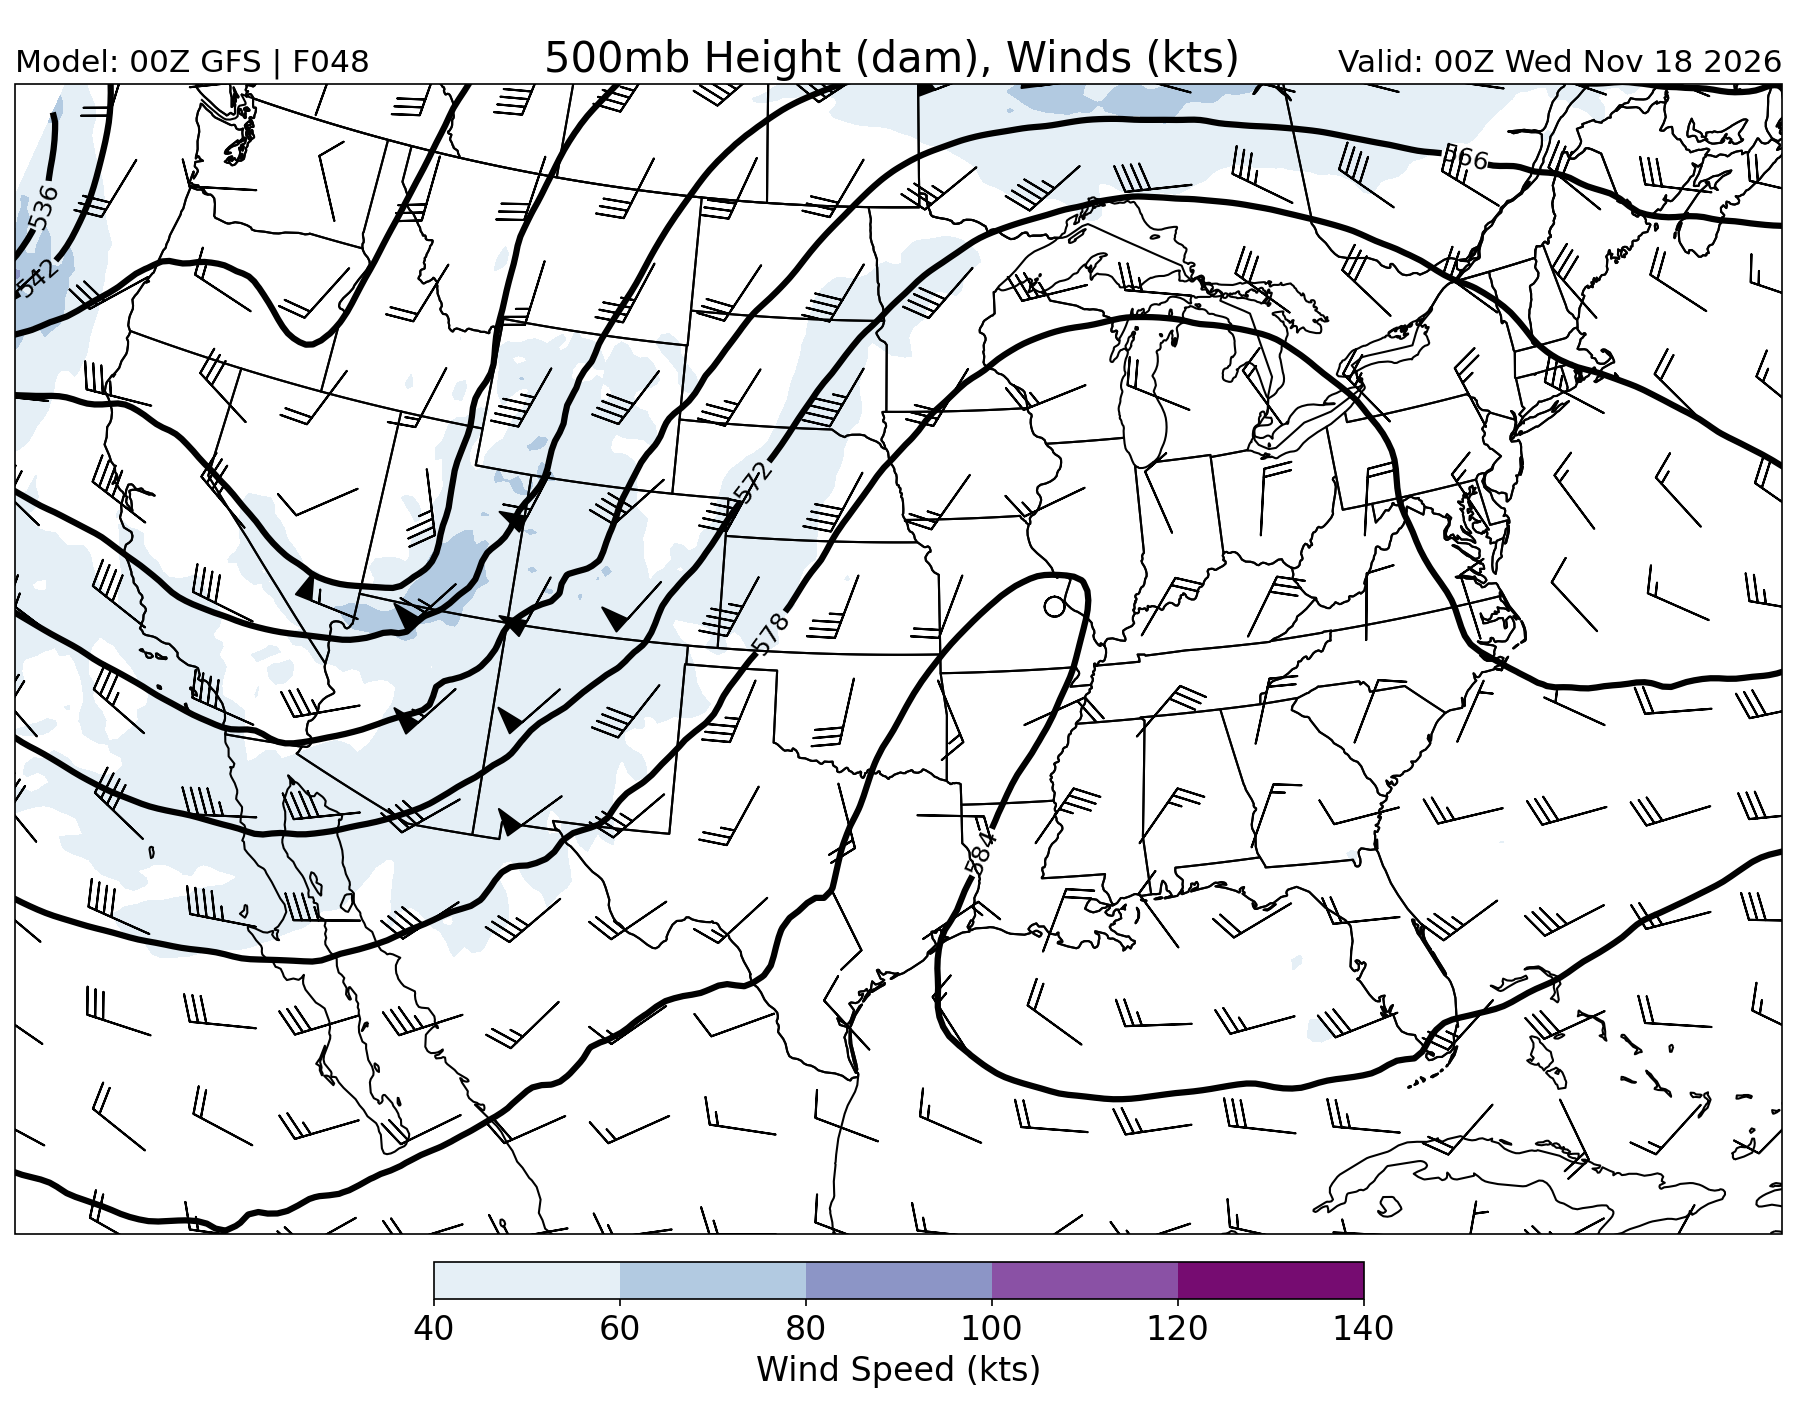 Model: 00Z GFS | F048
500mb Height (dam), Winds (kts)
Valid: 00Z Wed Nov 18 2026
566
536
542
572
578
584
40 60 80 100 120 140
Wind Speed (kts)